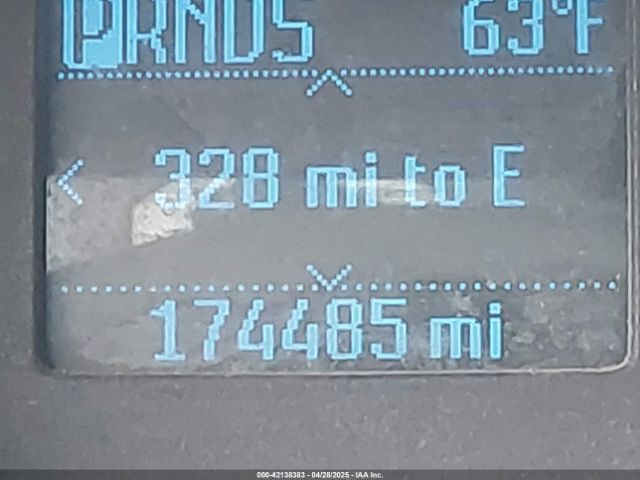 PRNDS 63°F
328 mi to E
174485 mi
000-42138383 - 04/28/2025 - IAA Inc.